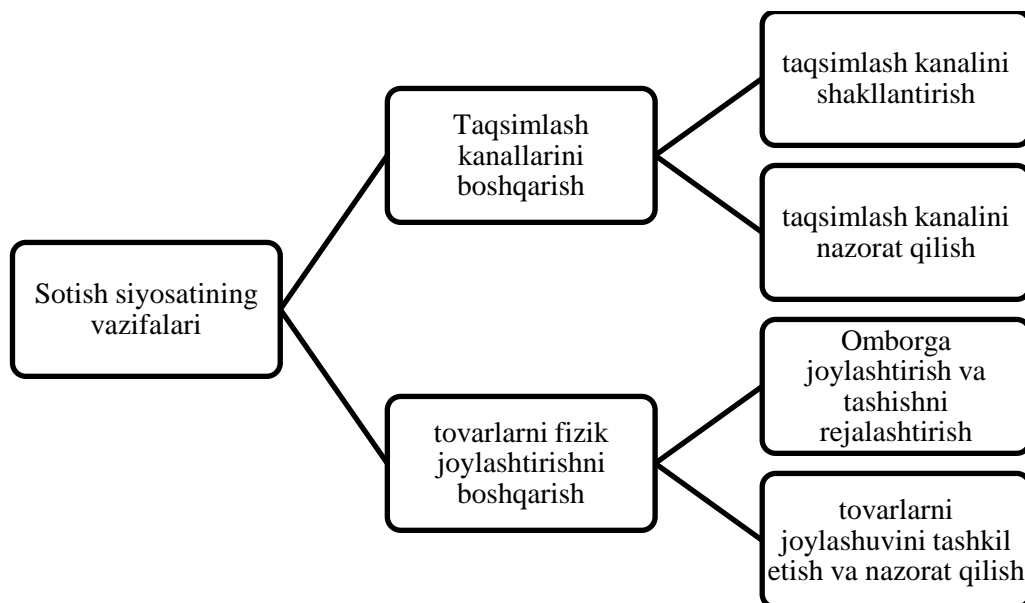 Sotish siyosatining
vazifalari
Taqsimlash
kanallarini
boshqarish
taqsimlash kanalini
shakllantirish
taqsimlash kanalini
nazorat qilish
tovarlarni fizik
joylashtirishni
boshqarish
Omborga
joylashtirish va
tashishni
rejalashtirish
tovarlarni
joylashuvini tashkil
etish va nazorat qilish